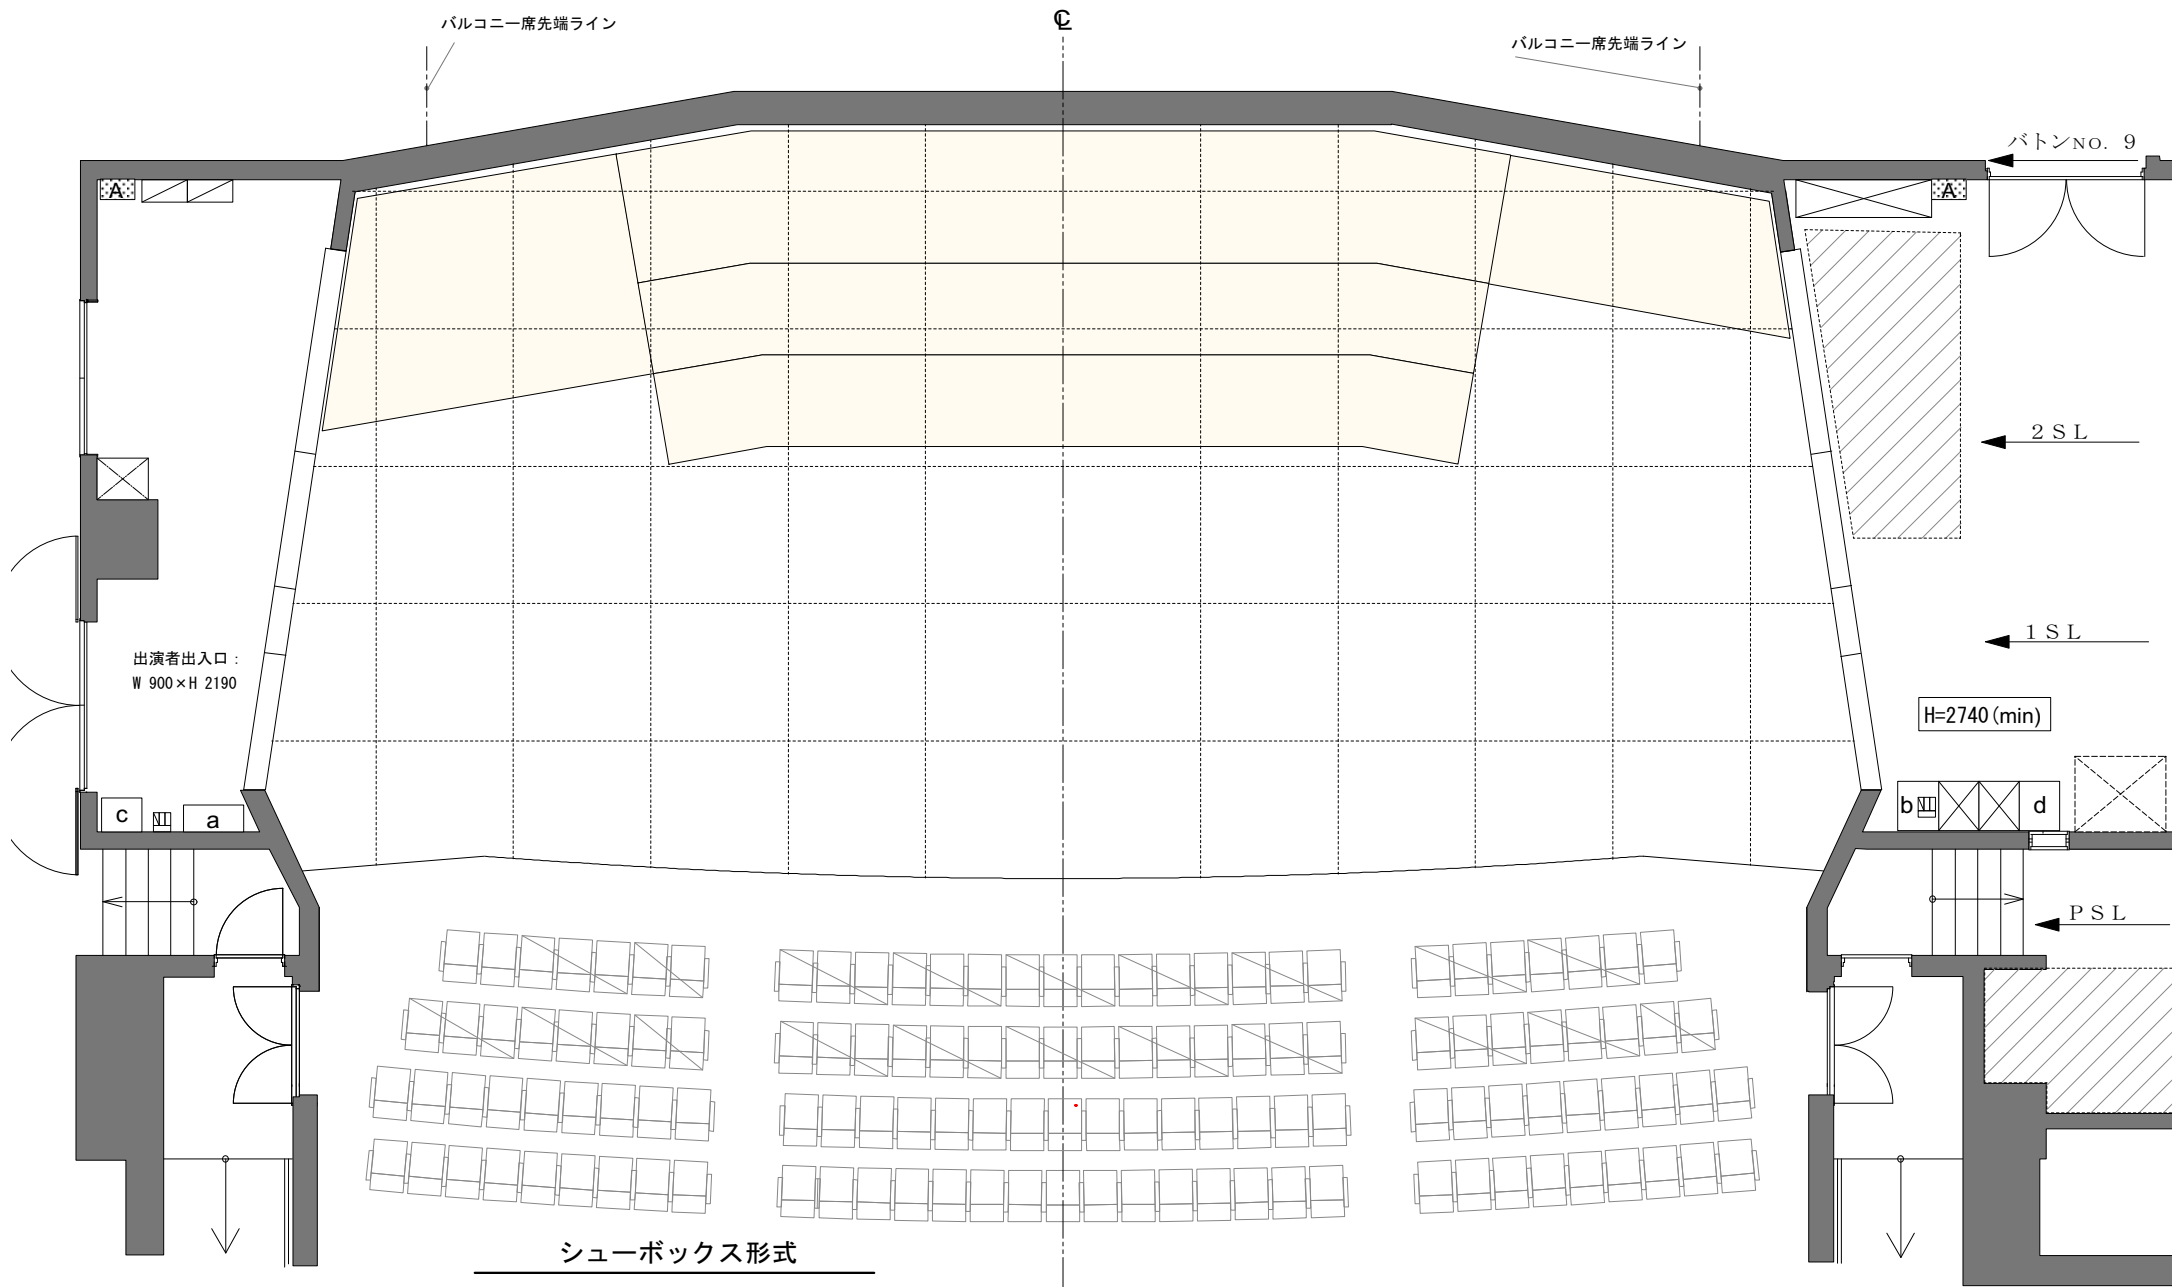 バルコニー席先端ライン
℄
バルコニー席先端ライン
バトンNO. 9
A
A
2SL
1SL
出演者出入口：
W 900×H 2190
H=2740(min)
c
a
b
d
PSL
シューボックス形式